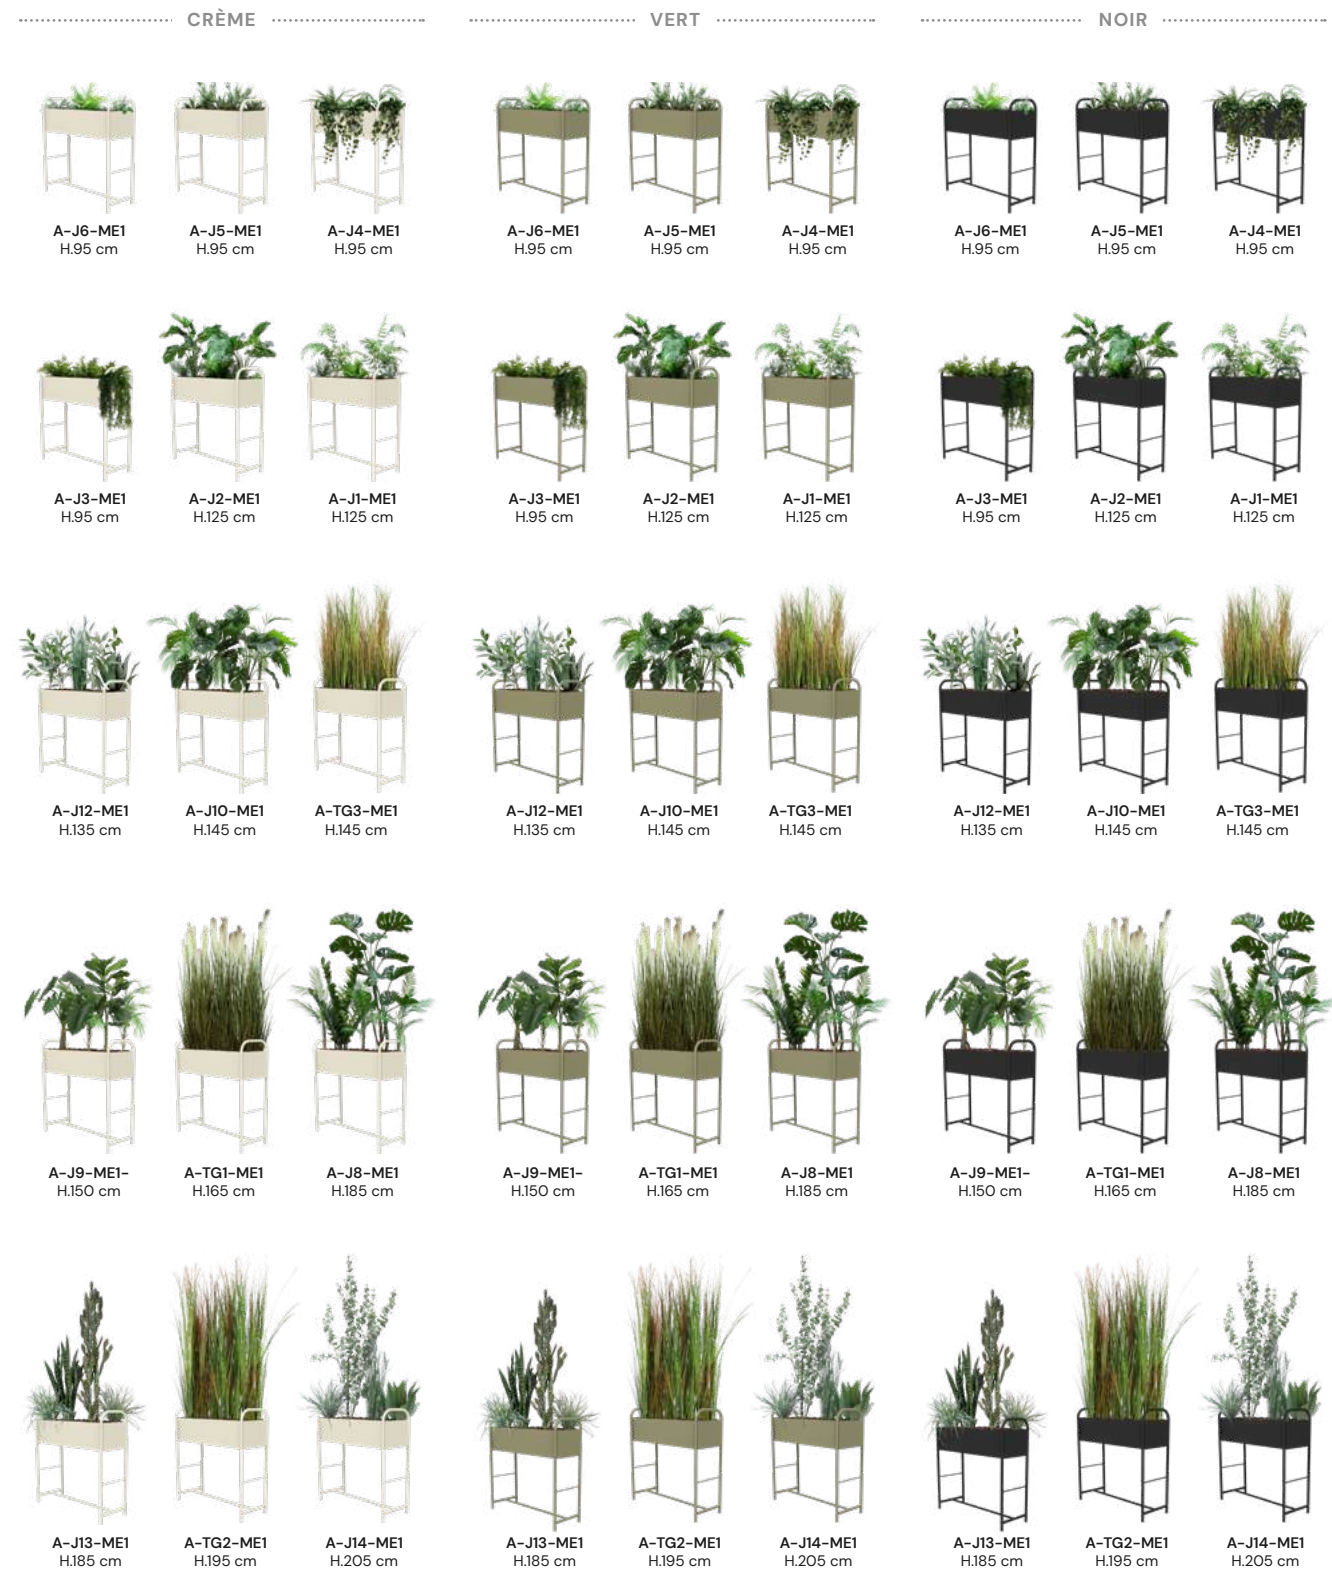 CRÈME
VERT
NOIR
A-J6-ME1
H.95 cm
A-J5-ME1
H.95 cm
A-J4-ME1
H.95 cm
A-J6-ME1
H.95 cm
A-J5-ME1
H.95 cm
A-J4-ME1
H.95 cm
A-J6-ME1
H.95 cm
A-J5-ME1
H.95 cm
A-J4-ME1
H.95 cm
A-J3-ME1
H.95 cm
A-J2-ME1
H.125 cm
A-J1-ME1
H.125 cm
A-J3-ME1
H.95 cm
A-J2-ME1
H.125 cm
A-J1-ME1
H.125 cm
A-J3-ME1
H.95 cm
A-J2-ME1
H.125 cm
A-J1-ME1
H.125 cm
A-J12-ME1
H.135 cm
A-J10-ME1
H.145 cm
A-TG3-ME1
H.145 cm
A-J12-ME1
H.135 cm
A-J10-ME1
H.145 cm
A-TG3-ME1
H.145 cm
A-J12-ME1
H.135 cm
A-J10-ME1
H.145 cm
A-TG3-ME1
H.145 cm
A-J9-ME1-
H.150 cm
A-TG1-ME1
H.165 cm
A-J8-ME1
H.185 cm
A-J9-ME1-
H.150 cm
A-TG1-ME1
H.165 cm
A-J8-ME1
H.185 cm
A-J9-ME1-
H.150 cm
A-TG1-ME1
H.165 cm
A-J8-ME1
H.185 cm
A-J13-ME1
H.185 cm
A-TG2-ME1
H.195 cm
A-J14-ME1
H.205 cm
A-J13-ME1
H.185 cm
A-TG2-ME1
H.195 cm
A-J14-ME1
H.205 cm
A-J13-ME1
H.185 cm
A-TG2-ME1
H.195 cm
A-J14-ME1
H.205 cm